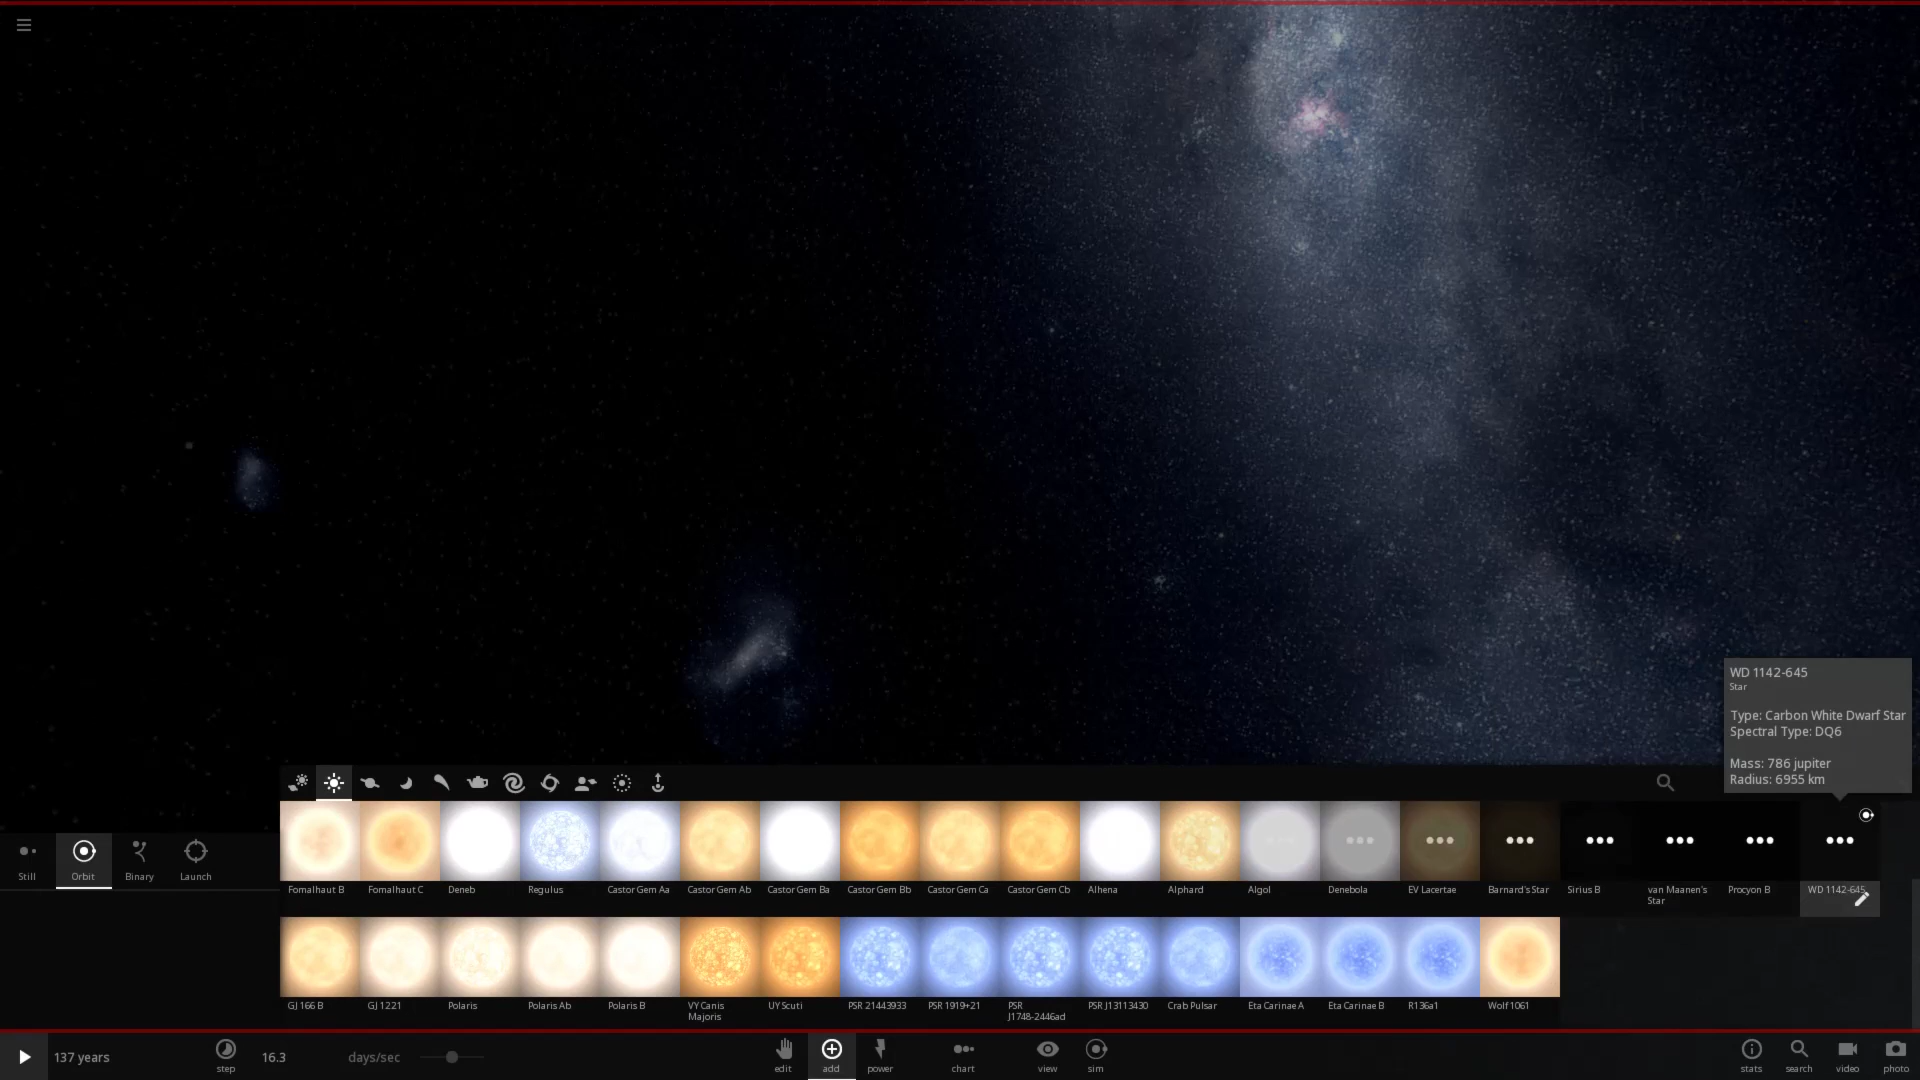 WD 1142-645
Star
Type: Carbon White Dwarf Star
Spectral Type: DQ6
Mass: 786 jupiter
Radius: 6955 km
Still
Orbit
Binary
Launch
Fomalhaut B
Fomalhaut C
Deneb
Regulus
Castor Gem Aa
Castor Gem Ab
Castor Gem Ba
Castor Gem Bb
Castor Gem Ca
Castor Gem Cb
Alhena
Alphard
Algol
Denebola
EV Lacertae
Barnard's Star
Sirius B
van Maanen's
Star
Procyon B
WD 1142-645
GJ 166 B
GJ 1221
Polaris
Polaris Ab
Polaris B
VY Canis
Majoris
UY Scuti
PSR 21443933
PSR 1919+21
PSR
J1748-2446ad
PSR J13113430
Crab Pulsar
Eta Carinae A
Eta Carinae B
R136a1
Wolf 1061
137 years
step
16.3
days/sec
edit
add
power
chart
view
sim
stats
search
video
photo